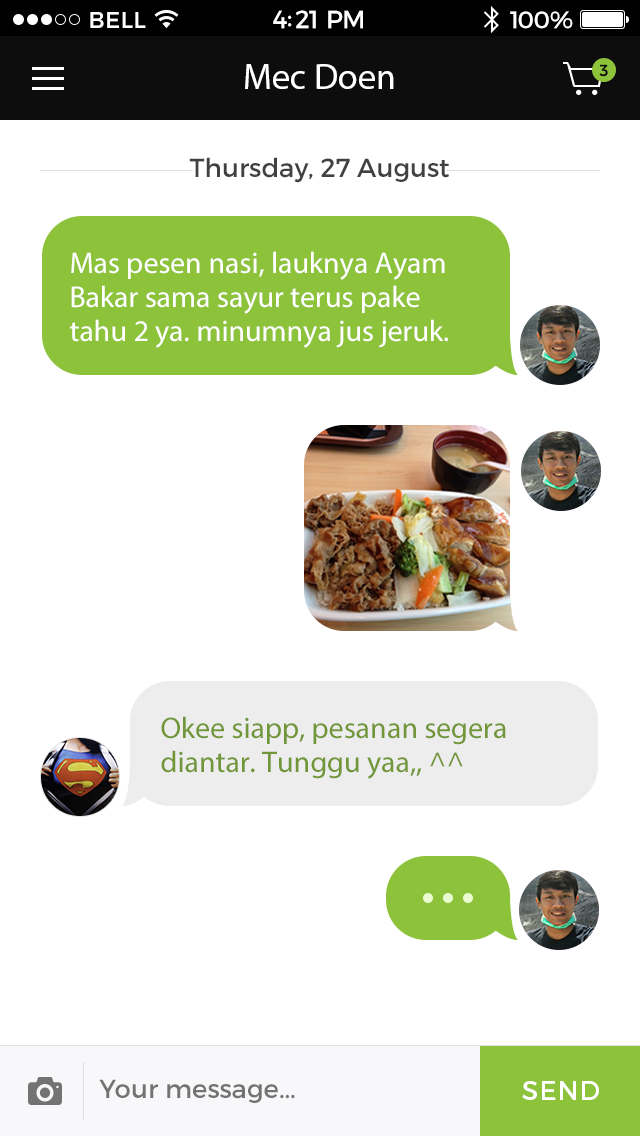 BELL 4:21 PM 100%
Mec Doen 3
Thursday, 27 August
Mas pesen nasi, lauknya Ayam
Bakar sama sayur terus pake
tahu 2 ya. minumnya jus jeruk.
Okee siapp, pesanan segera
diantar. Tunggu yaa,, ^^
Your message...
SEND